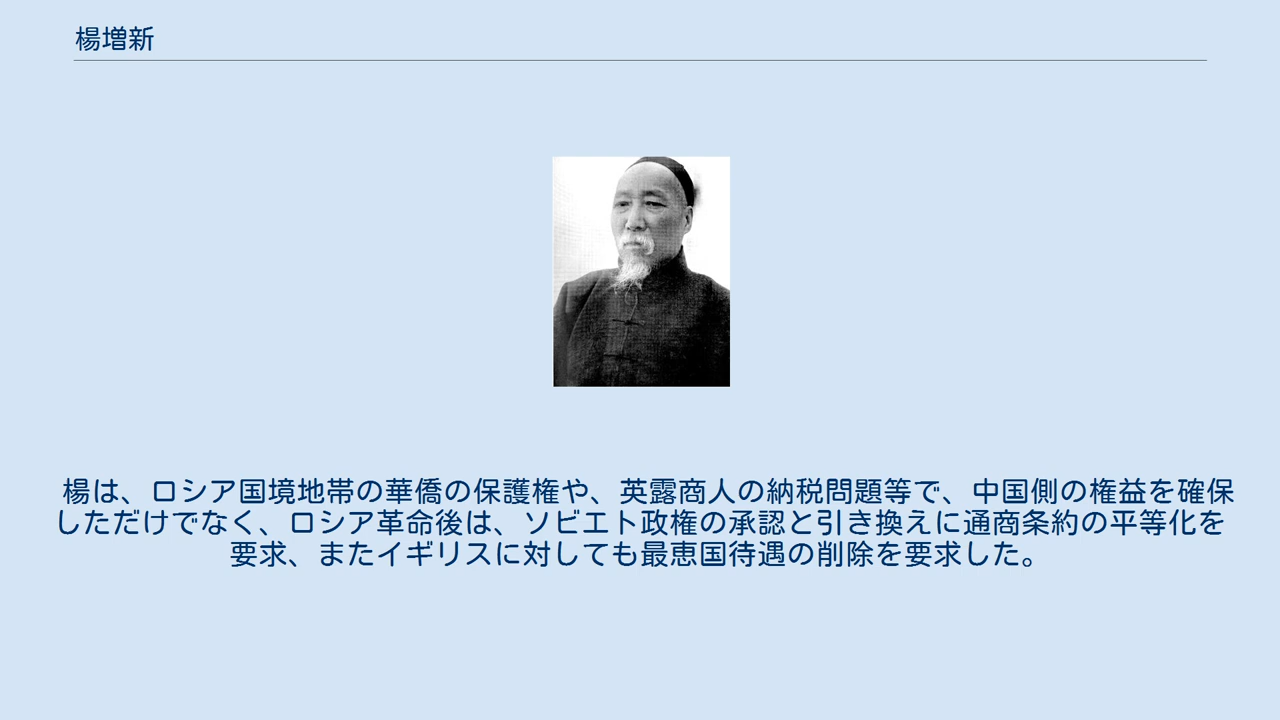 楊増新
楊は、ロシア国境地帯の華僑の保護権や、英露商人の納税問題等で、中国側の権益を確保
しただけでなく、ロシア革命後は、ソビエト政権の承認と引き換えに通商条約の平等化を
要求、またイギリスに対しても最恵国待遇の削除を要求した。